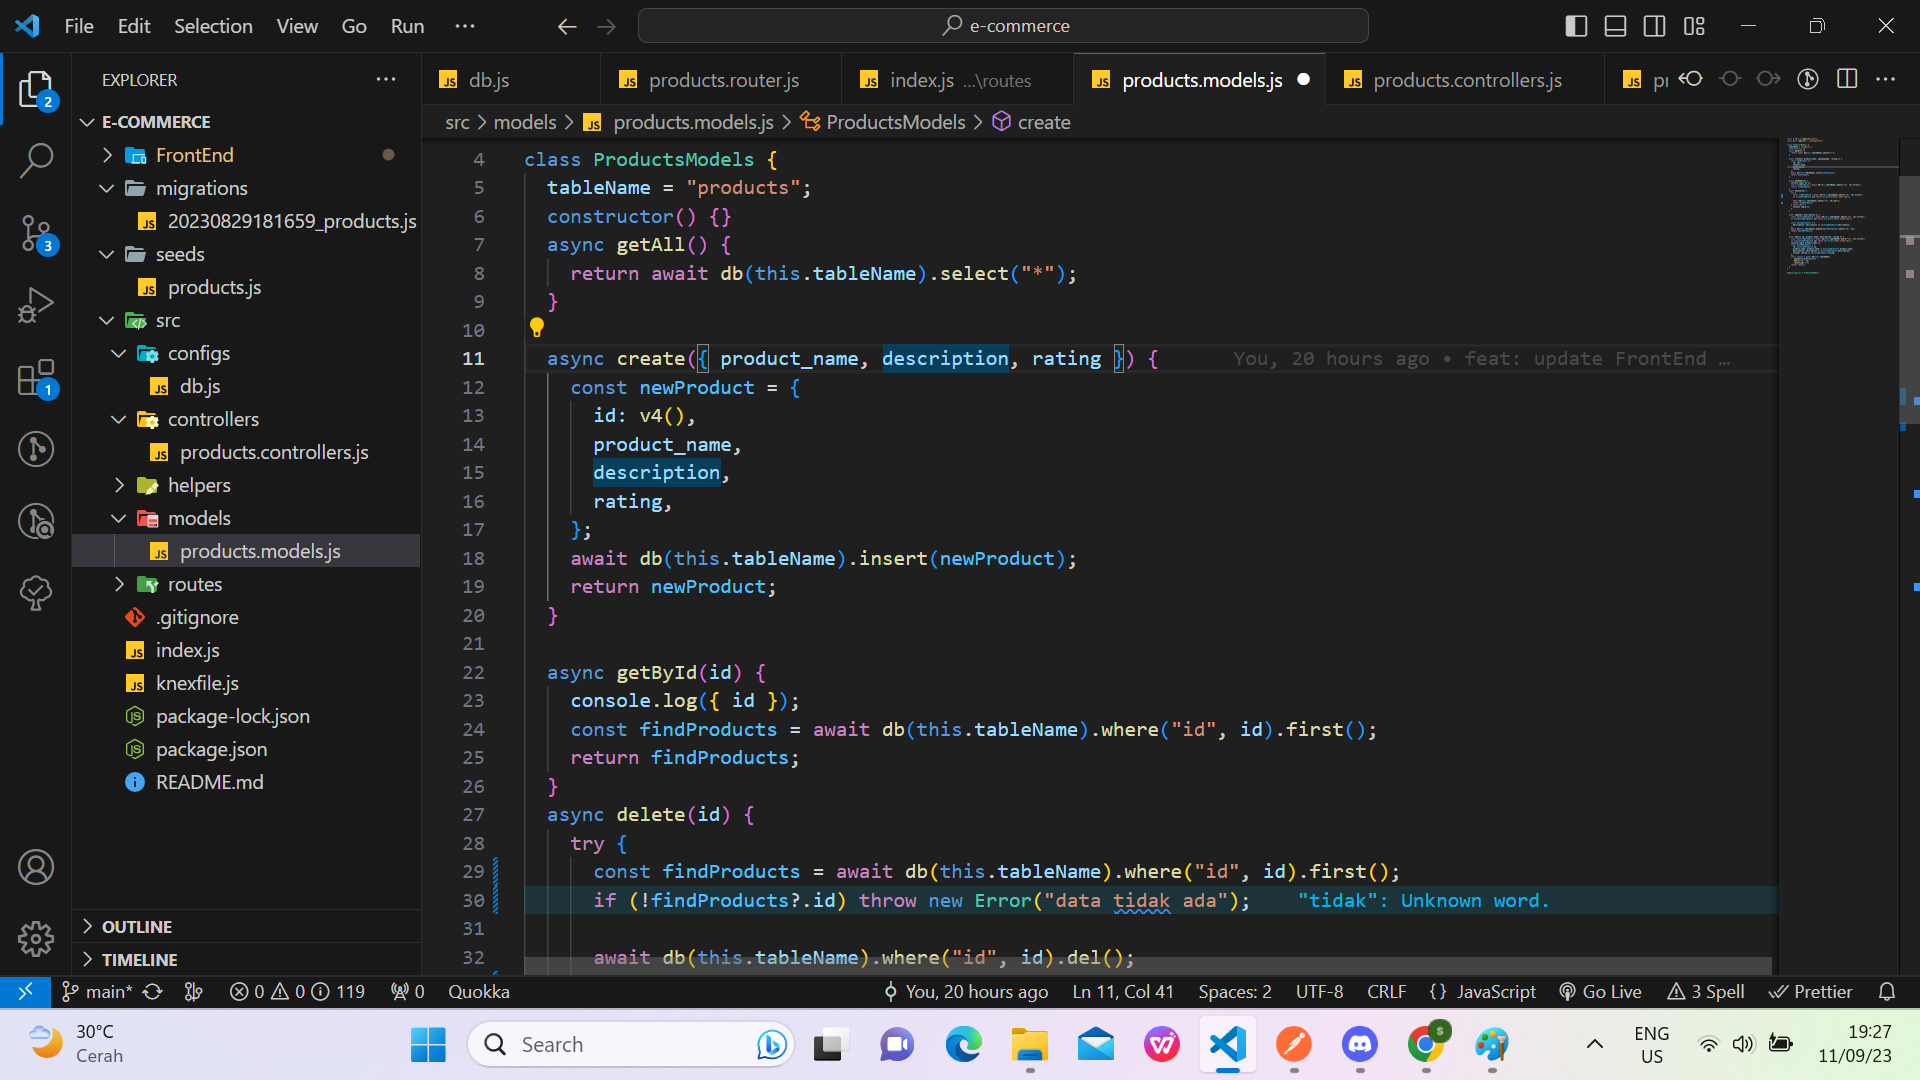 File Edit Selection View Go Run ···
e-commerce
EXPLORER
E-COMMERCE
FrontEnd
migrations
20230829181659_products.js
seeds
products.js
src
configs
db.js
controllers
products.controllers.js
helpers
models
products.models.js
routes
.gitignore
index.js
knexfile.js
package-lock.json
package.json
README.md
OUTLINE
TIMELINE
2
3
1
db.js
products.router.js
index.js ...\routes
products.models.js
products.controllers.js
src > models > products.models.js > ProductsModels > create
4 class ProductsModels {
5 tableName = "products";
6 constructor() {}
7 async getAll() {
8 return await db(this.tableName).select("*");
9 }
10
11 async create({ product_name, description, rating }) { You, 20 hours ago • feat: update FrontEnd …
12 const newProduct = {
13 id: v4(),
14 product_name,
15 description,
16 rating,
17 };
18 await db(this.tableName).insert(newProduct);
19 return newProduct;
20 }
21
22 async getById(id) {
23 console.log({ id });
24 const findProducts = await db(this.tableName).where("id", id).first();
25 return findProducts;
26 }
27 async delete(id) {
28 try {
29 const findProducts = await db(this.tableName).where("id", id).first();
30 if (!findProducts?.id) throw new Error("data tidak ada"); "tidak": Unknown word.
31
32 await db(this.tableName).where("id", id).del();
main* 0 0 119 0 Quokka You, 20 hours ago Ln 11, Col 41 Spaces: 2 UTF-8 CRLF {} JavaScript Go Live 3 Spell Prettier
30°C
Cerah
Search
ENG
US
19:27
11/09/23